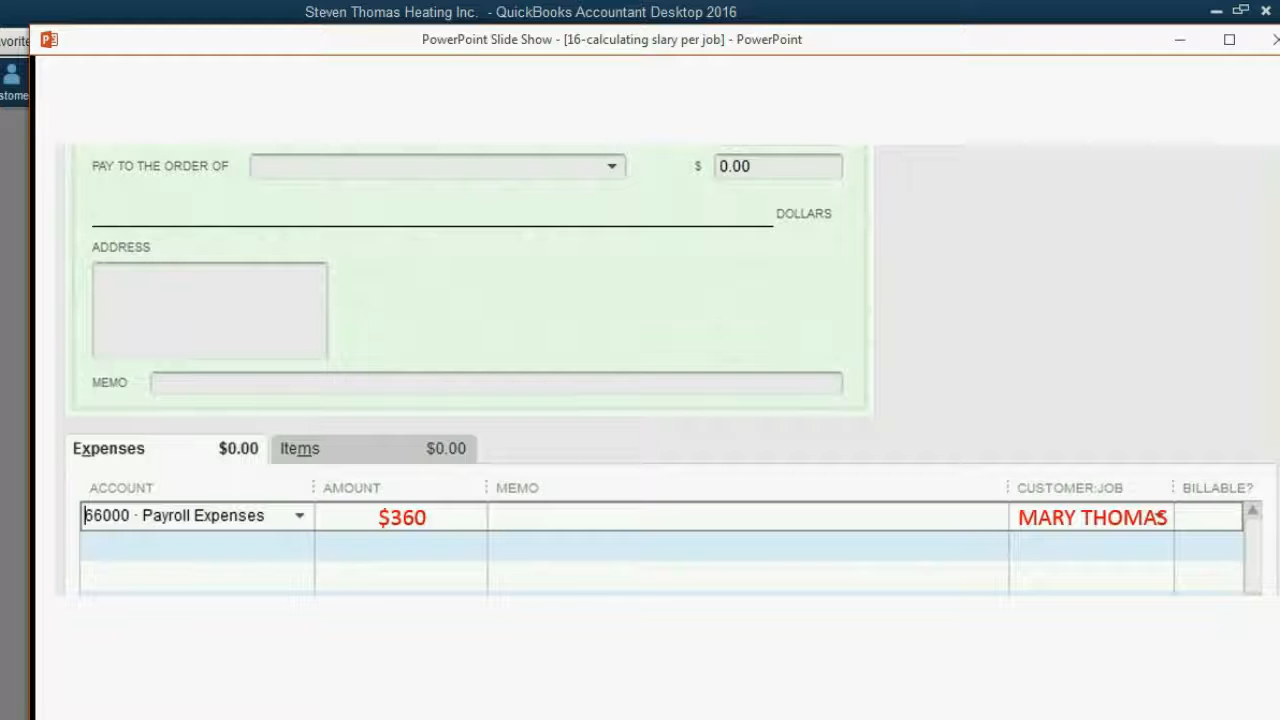 Steven Thomas Heating Inc. - QuickBooks Accountant Desktop 2016
vorite
PowerPoint Slide Show - [16-calculating slary per job] - PowerPoint
stome
PAY TO THE ORDER OF $ 0.00
DOLLARS
ADDRESS
MEMO
Expenses $0.00 Items $0.00
ACCOUNT AMOUNT MEMO CUSTOMER:JOB BILLABLE?
66000 · Payroll Expenses $360 MARY THOMAS